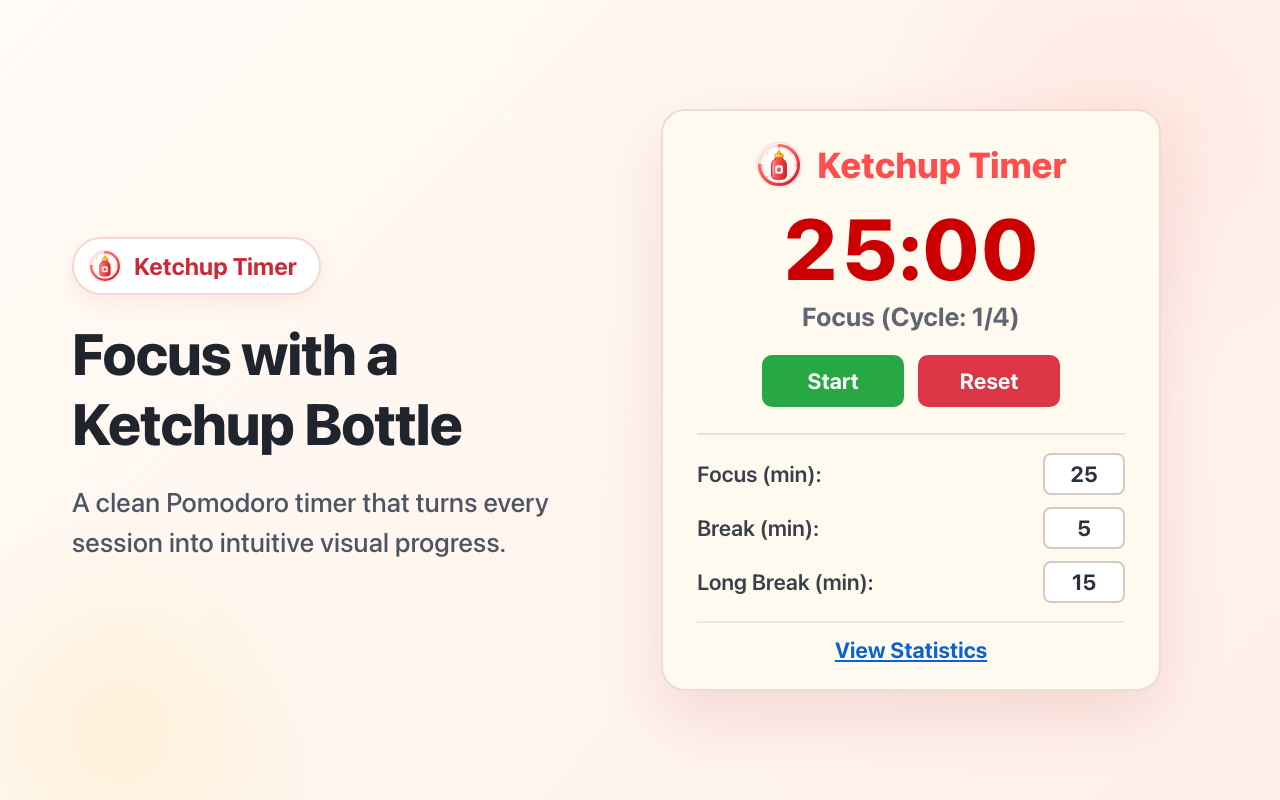 Ketchup Timer
Focus with a
Ketchup Bottle
A clean Pomodoro timer that turns every
session into intuitive visual progress.
Ketchup Timer
25:00
Focus (Cycle: 1/4)
Start Reset
Focus (min): 25
Break (min): 5
Long Break (min): 15
View Statistics